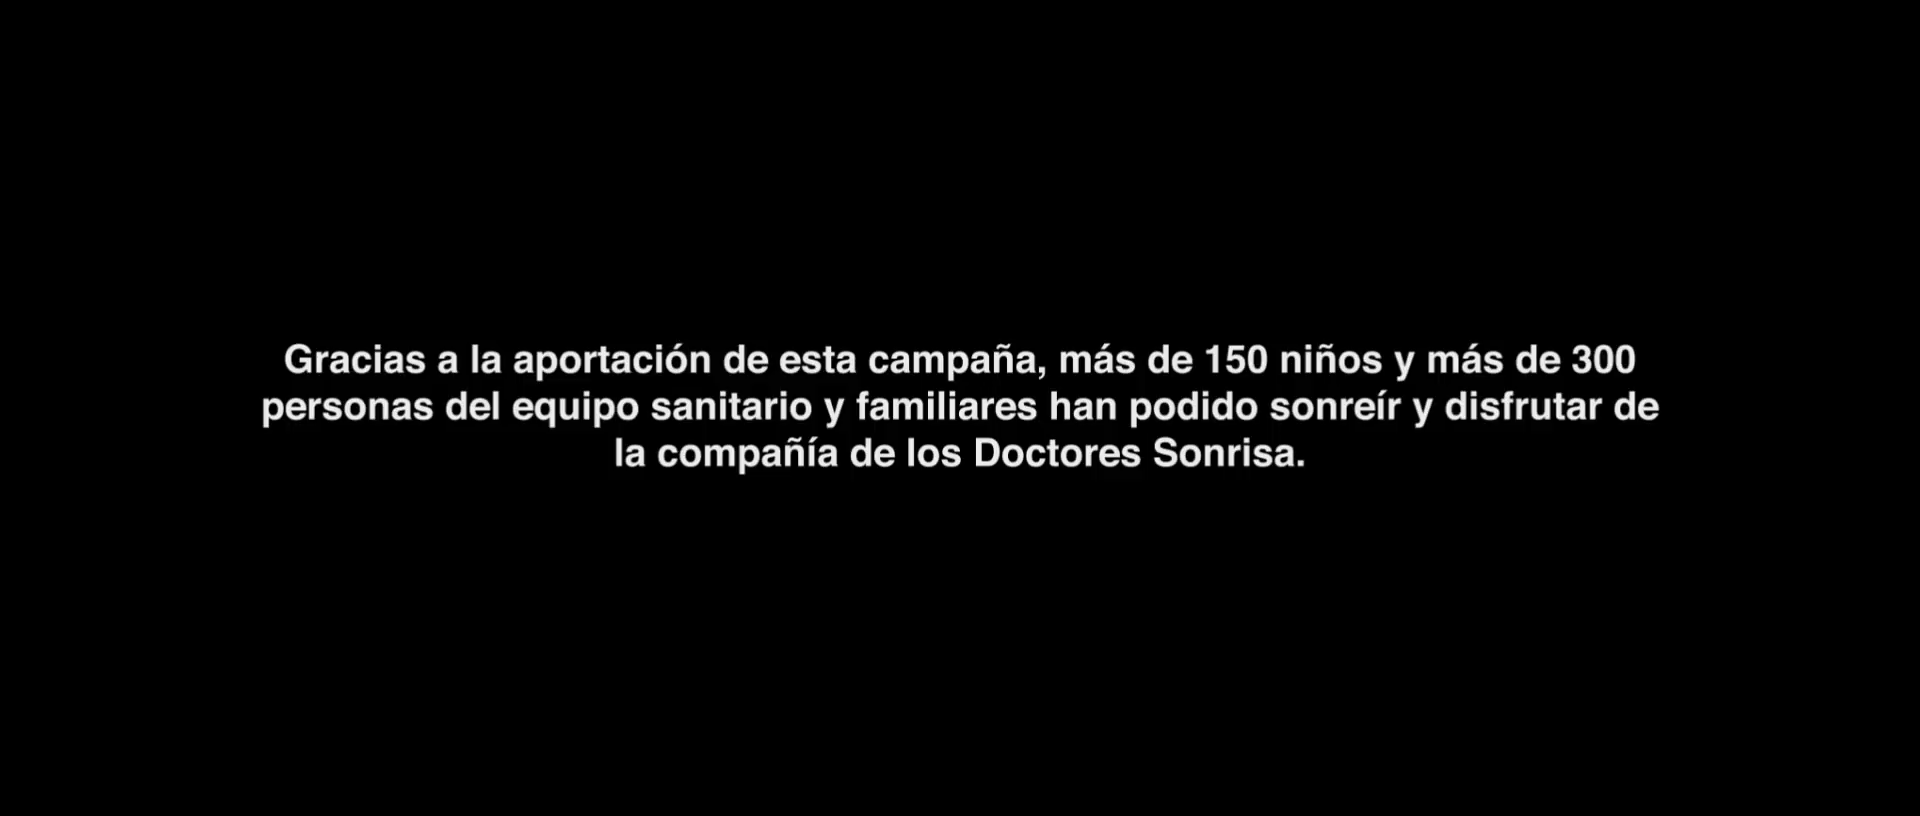 Gracias a la aportación de esta campaña, más de 150 niños y más de 300
personas del equipo sanitario y familiares han podido sonreír y disfrutar de
la compañía de los Doctores Sonrisa.